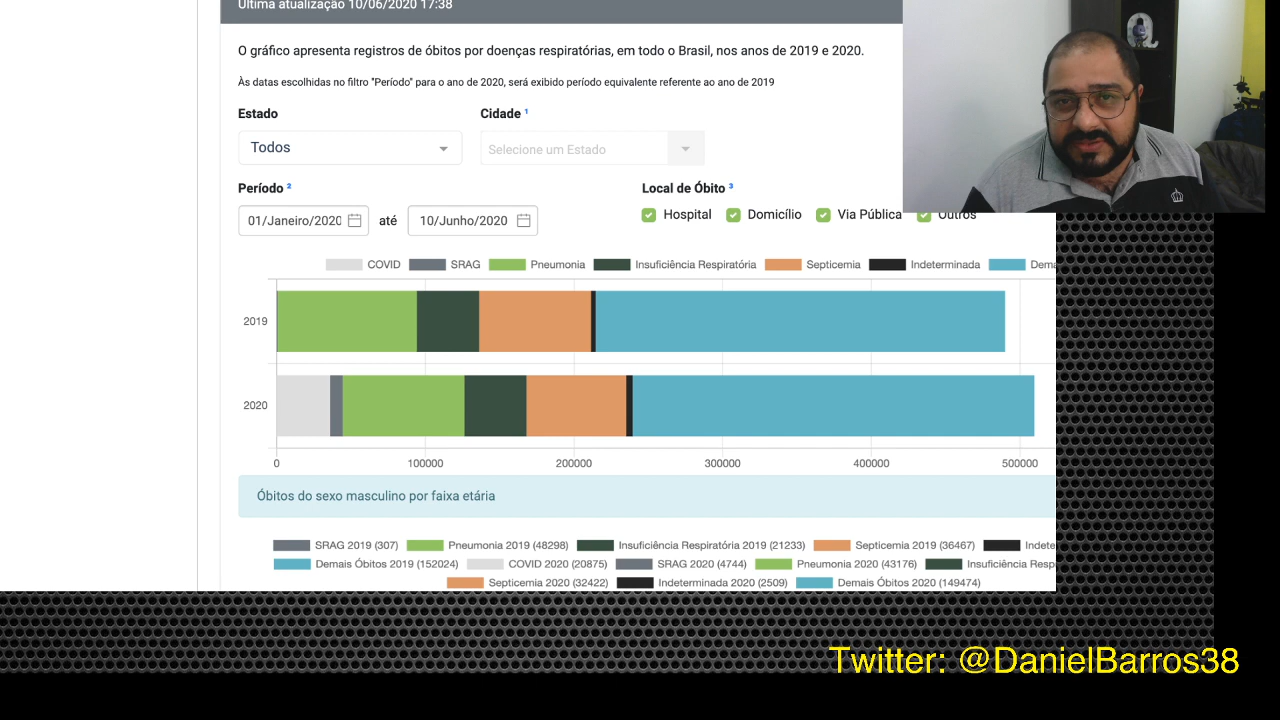 Última atualização 10/06/2020 17:38
O gráfico apresenta registros de óbitos por doenças respiratórias, em todo o Brasil, nos anos de 2019 e 2020.
Às datas escolhidas no filtro "Período" para o ano de 2020, será exibido período equivalente referente ao ano de 2019
Estado Cidade ¹
Todos Selecione um Estado
Período ² Local de Óbito ³
01/Janeiro/2020 até 10/Junho/2020 Hospital Domicílio Via Pública Outros
COVID SRAG Pneumonia Insuficiência Respiratória Septicemia Indeterminada Dema
2019
2020
0 100000 200000 300000 400000 500000
Óbitos do sexo masculino por faixa etária
SRAG 2019 (307) Pneumonia 2019 (48298) Insuficiência Respiratória 2019 (21233) Septicemia 2019 (36467) Indete
Demais Óbitos 2019 (152024) COVID 2020 (20875) SRAG 2020 (4744) Pneumonia 2020 (43176) Insuficiência Resp
Septicemia 2020 (32422) Indeterminada 2020 (2509) Demais Óbitos 2020 (149474)
Twitter: @DanielBarros38